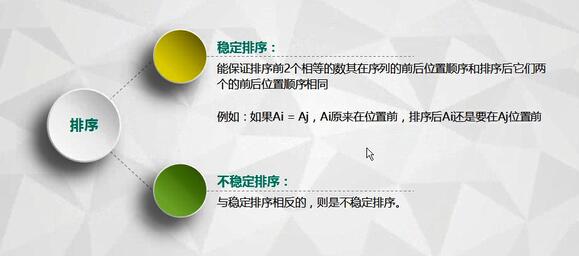 排序
稳定排序：
能保证排序前2个相等的数其在序列的前后位置顺序和排序后它们两
个的前后位置顺序相同
例如：如果Ai = Aj，Ai原来在位置前，排序后Ai还是要在Aj位置前
不稳定排序：
与稳定排序相反的，则是不稳定排序。